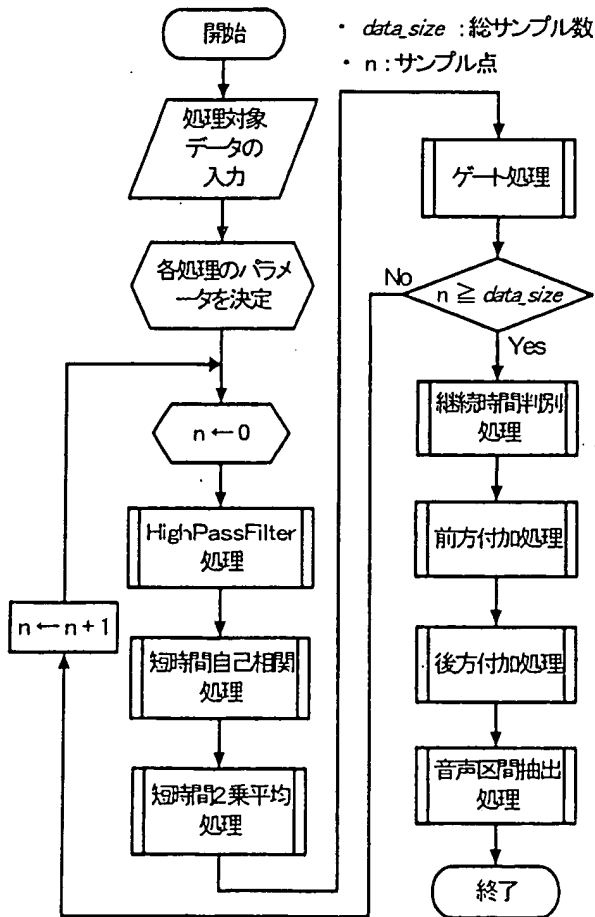 ・ data_size : 総サンプル数
・ n : サンプル点
開始
処理対象
データの
入力
各処理のパラメ
ータを決定
n ← 0
HighPassFilter
処理
短時間自己相関
処理
短時間2乗平均
処理
n ← n + 1
ゲート処理
n ≧ data_size
No
Yes
継続時間判別
処理
前方付加処理
後方付加処理
音声区間抽出
処理
終了